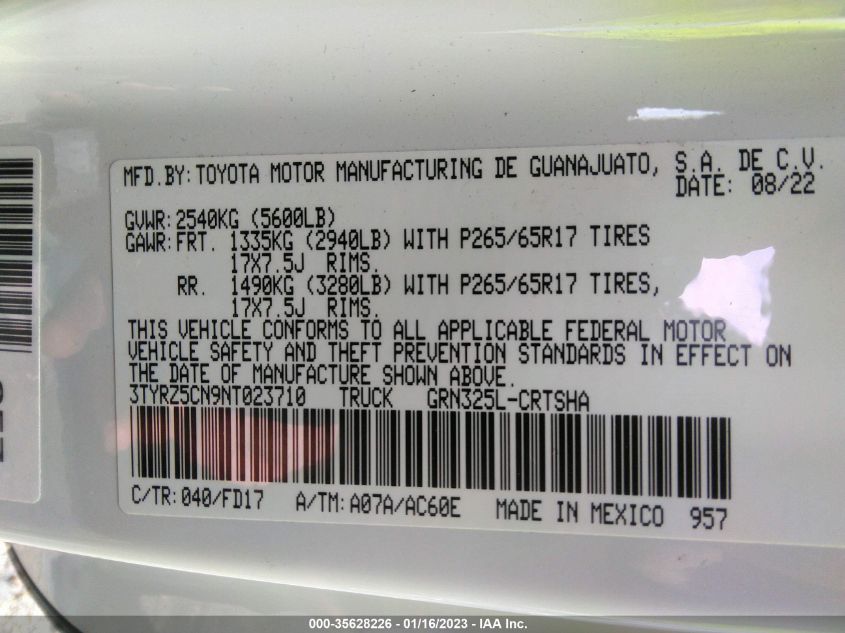 MFD.BY:TOYOTA MOTOR MANUFACTURING DE GUANAJUATO, S.A. DE C.V.
DATE: 08/22
GVWR:2540KG (5600LB)
GAWR:FRT. 1335KG (2940LB) WITH P265/65R17 TIRES
17X7.5J RIMS.
RR. 1490KG (3280LB) WITH P265/65R17 TIRES,
17X7.5J RIMS.
THIS VEHICLE CONFORMS TO ALL APPLICABLE FEDERAL MOTOR
VEHICLE SAFETY AND THEFT PREVENTION STANDARDS IN EFFECT ON
THE DATE OF MANUFACTURE SHOWN ABOVE.
3TYRZ5CN9NT023710 TRUCK GRN325L-CRTSHA
C/TR:040/FD17 A/TM:A07A/AC60E MADE IN MEXICO 957
000-35628226 - 01/16/2023 - IAA Inc.